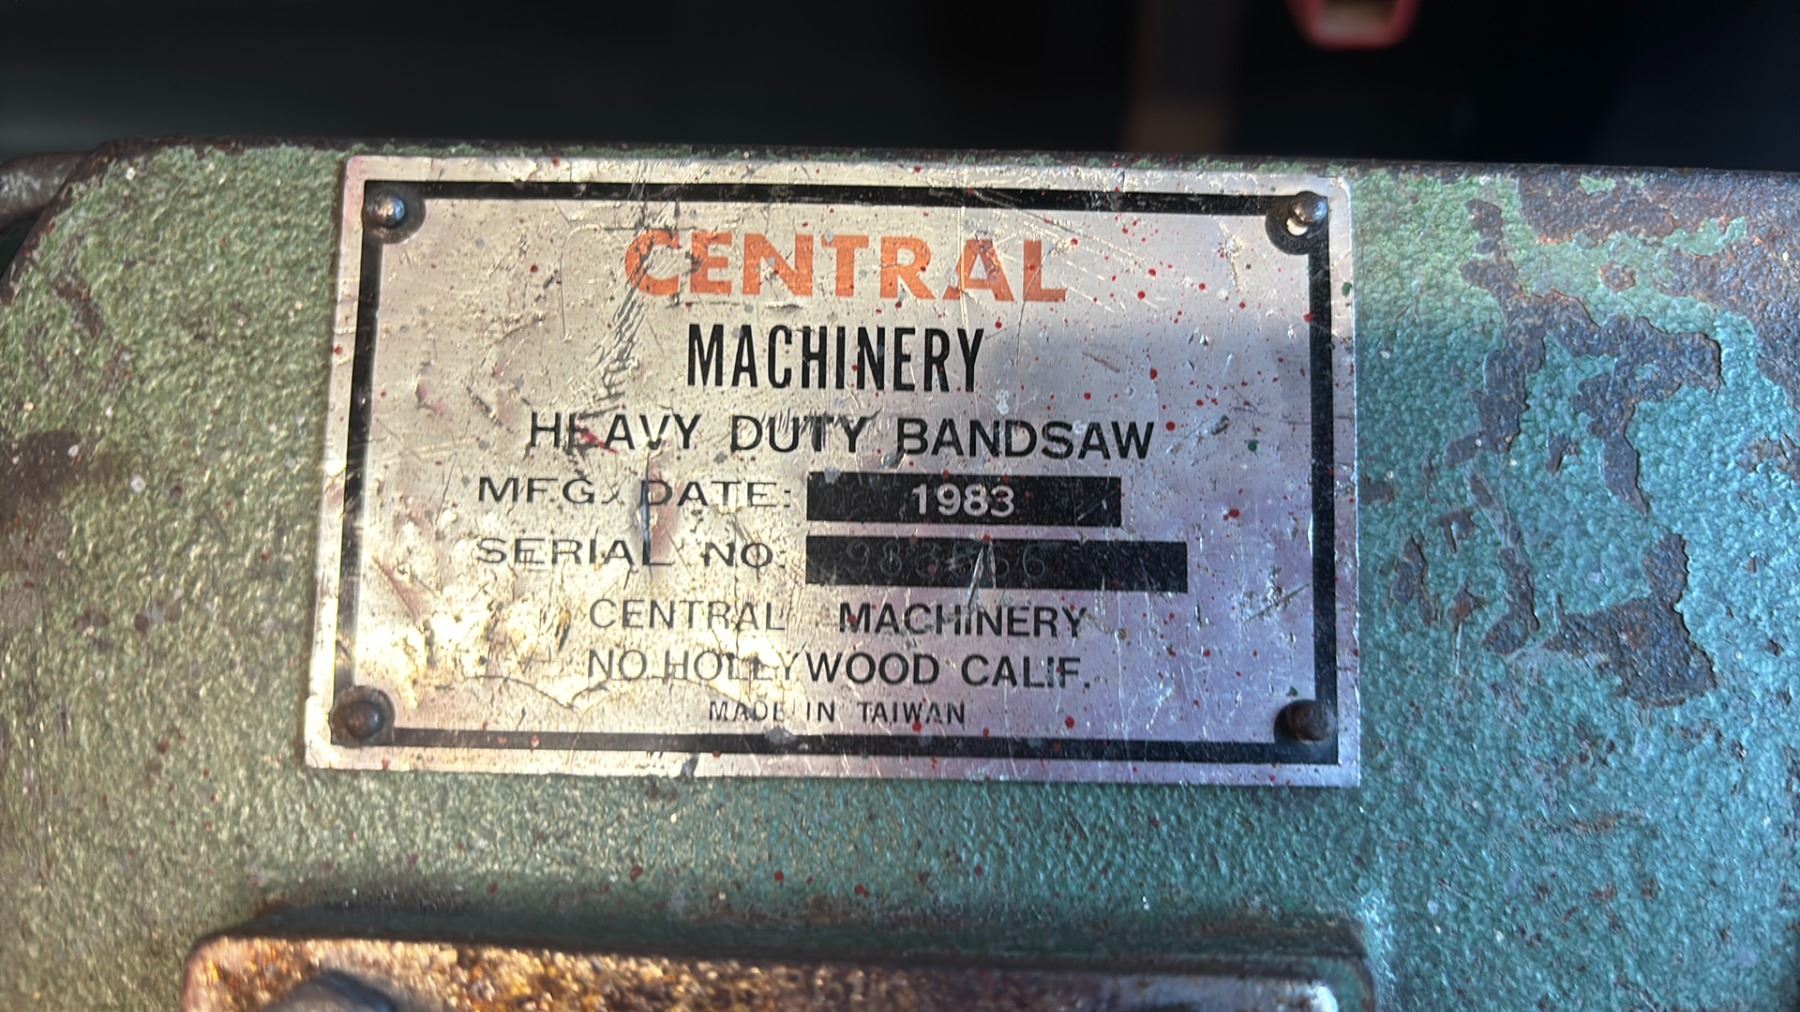 CENTRAL
MACHINERY
HEAVY DUTY BANDSAW
MFG. DATE: 1983
SERIAL NO.
CENTRAL MACHINERY
NO.HOLLYWOOD CALIF.
MADE IN TAIWAN